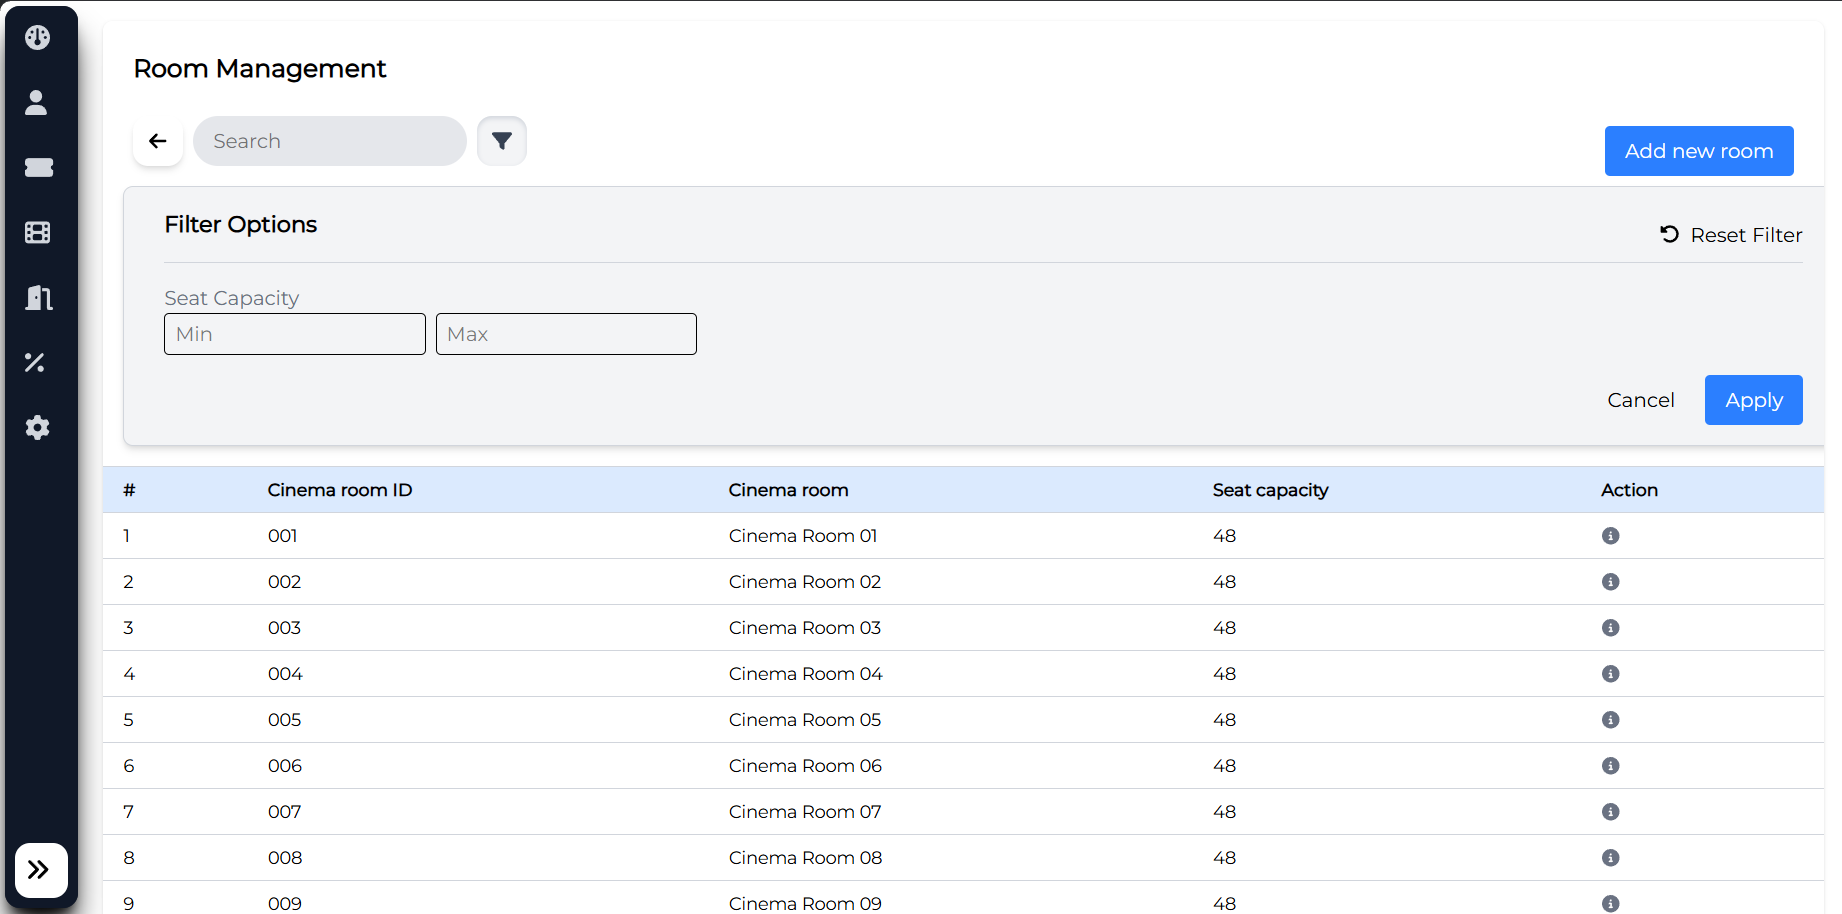 Room Management
Search
Add new room
Filter Options
Reset Filter
Seat Capacity
Min Max
Cancel Apply
# Cinema room ID Cinema room Seat capacity Action
1 001 Cinema Room 01 48
2 002 Cinema Room 02 48
3 003 Cinema Room 03 48
4 004 Cinema Room 04 48
5 005 Cinema Room 05 48
6 006 Cinema Room 06 48
7 007 Cinema Room 07 48
8 008 Cinema Room 08 48
9 009 Cinema Room 09 48